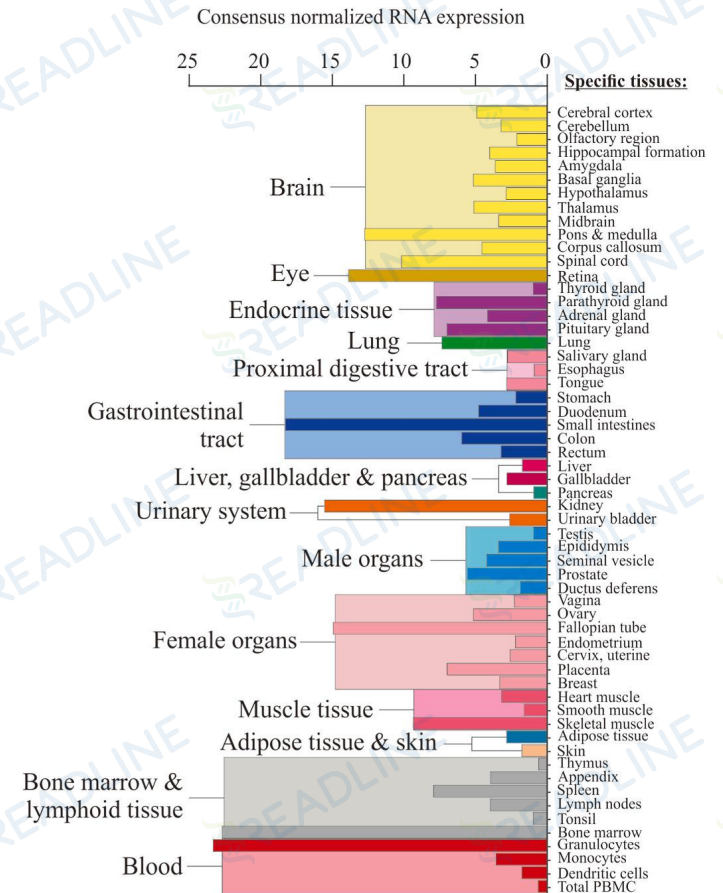 Consensus normalized RNA expression
25 20 15 10 5 0
Specific tissues:
Cerebral cortex
Cerebellum
Olfactory region
Hippocampal formation
Amygdala
Basal ganglia
Brain
Hypothalamus
Thalamus
Midbrain
Pons & medulla
Corpus callosum
Spinal cord
Eye
Retina
Thyroid gland
Parathyroid gland
Endocrine tissue
Adrenal gland
Pituitary gland
Lung
Lung
Salivary gland
Proximal digestive tract
Esophagus
Tongue
Stomach
Gastrointestinal
tract
Duodenum
Small intestines
Colon
Rectum
Liver
Liver, gallbladder & pancreas
Gallbladder
Pancreas
Urinary system
Kidney
Urinary bladder
Testis
Epididymis
Male organs
Seminal vesicle
Prostate
Ductus deferens
Vagina
Ovary
Fallopian tube
Female organs
Endometrium
Cervix, uterine
Placenta
Breast
Heart muscle
Muscle tissue
Smooth muscle
Skeletal muscle
Adipose tissue & skin
Adipose tissue
Skin
Thymus
Appendix
Bone marrow &
lymphoid tissue
Spleen
Lymph nodes
Tonsil
Bone marrow
Granulocytes
Blood
Monocytes
Dendritic cells
Total PBMC
READLINE
READLINE
READLINE
READLINE
READLINE
READLINE
READLINE
READLINE
READLINE
READLINE
READLINE
READLINE